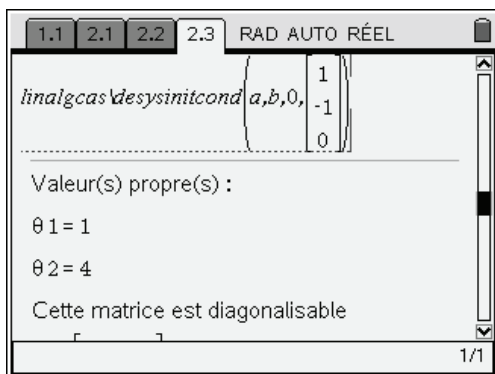 1.1 2.1 2.2 2.3 RAD AUTO RÉEL
linalgcas\desysinitcond(a,b,0,[1 -1 0])
Valeur(s) propre(s) :
θ1=1
θ2=4
Cette matrice est diagonalisable
1/1